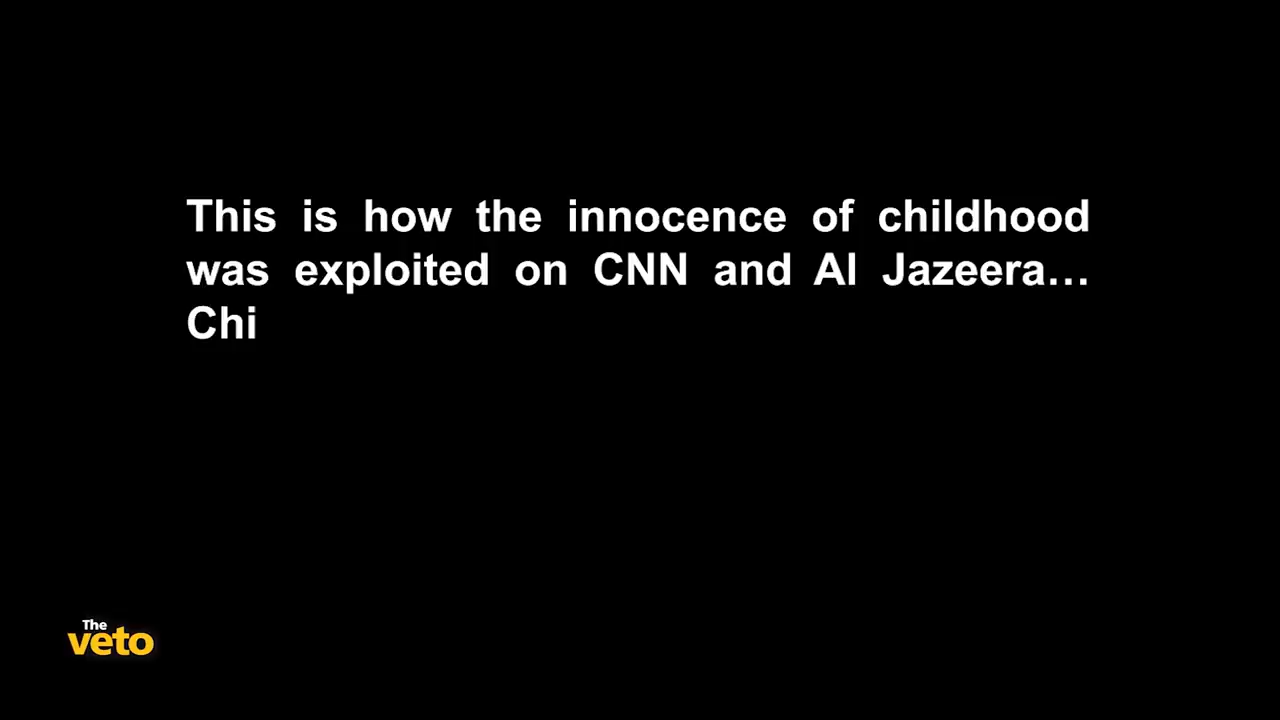 This is how the innocence of childhood
was exploited on CNN and Al Jazeera…
Chi
The
veto